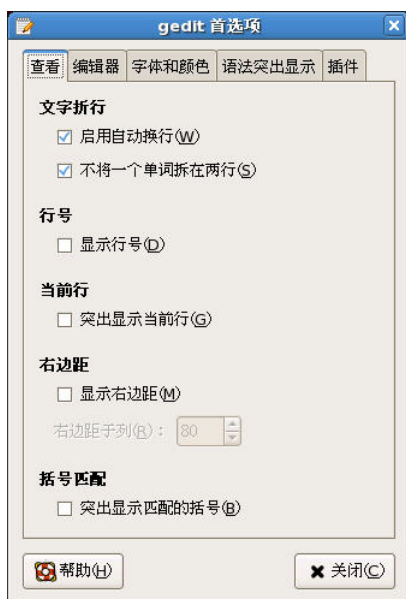 gedit 首选项
查看 编辑器 字体和颜色 语法突出显示 插件
文字折行
启用自动换行(W)
不将一个单词拆在两行(S)
行号
显示行号(D)
当前行
突出显示当前行(G)
右边距
显示右边距(M)
右边距于列(R)： 80
括号匹配
突出显示匹配的括号(B)
帮助(H) 关闭(C)